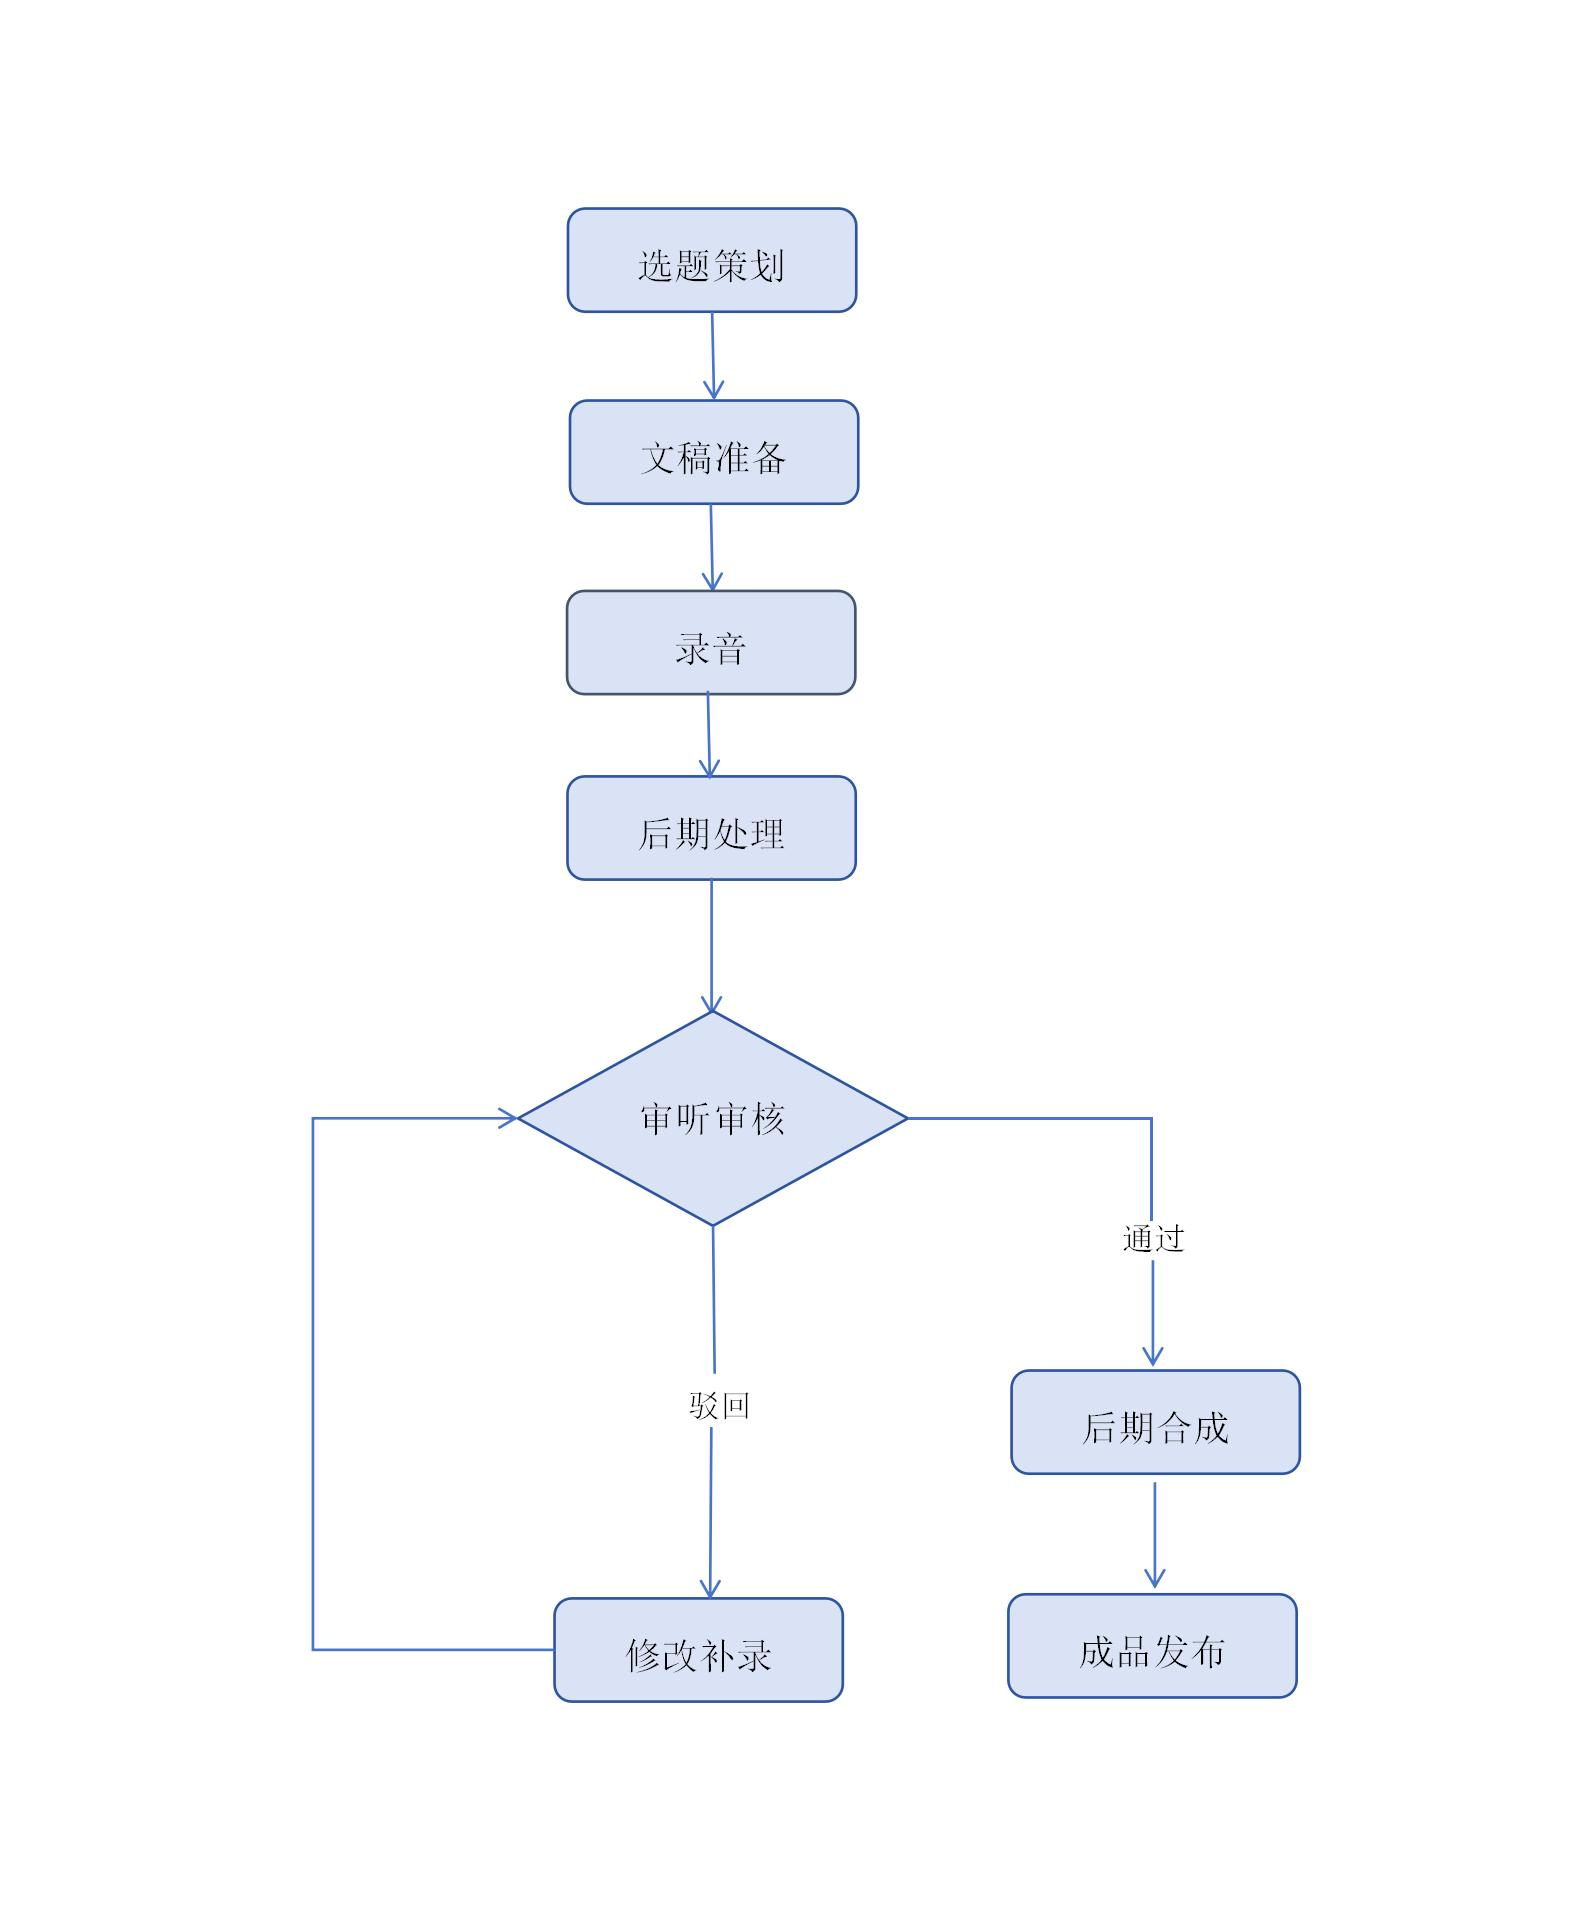 选题策划
文稿准备
录音
后期处理
审听审核
通过
驳回
后期合成
修改补录
成品发布